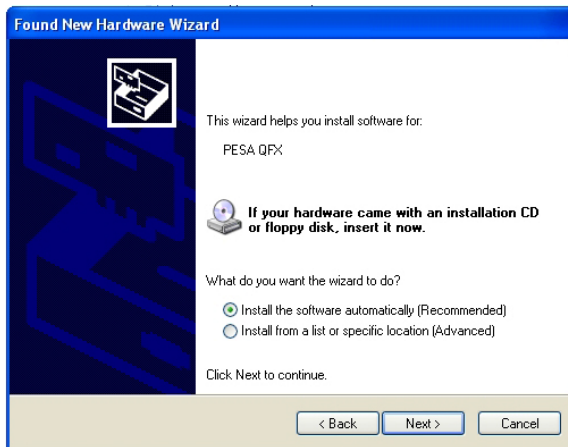 Found New Hardware Wizard
This wizard helps you install software for:
PESA QFX
If your hardware came with an installation CD
or floppy disk, insert it now.
What do you want the wizard to do?
Install the software automatically (Recommended)
Install from a list or specific location (Advanced)
Click Next to continue.
< Back
Next >
Cancel